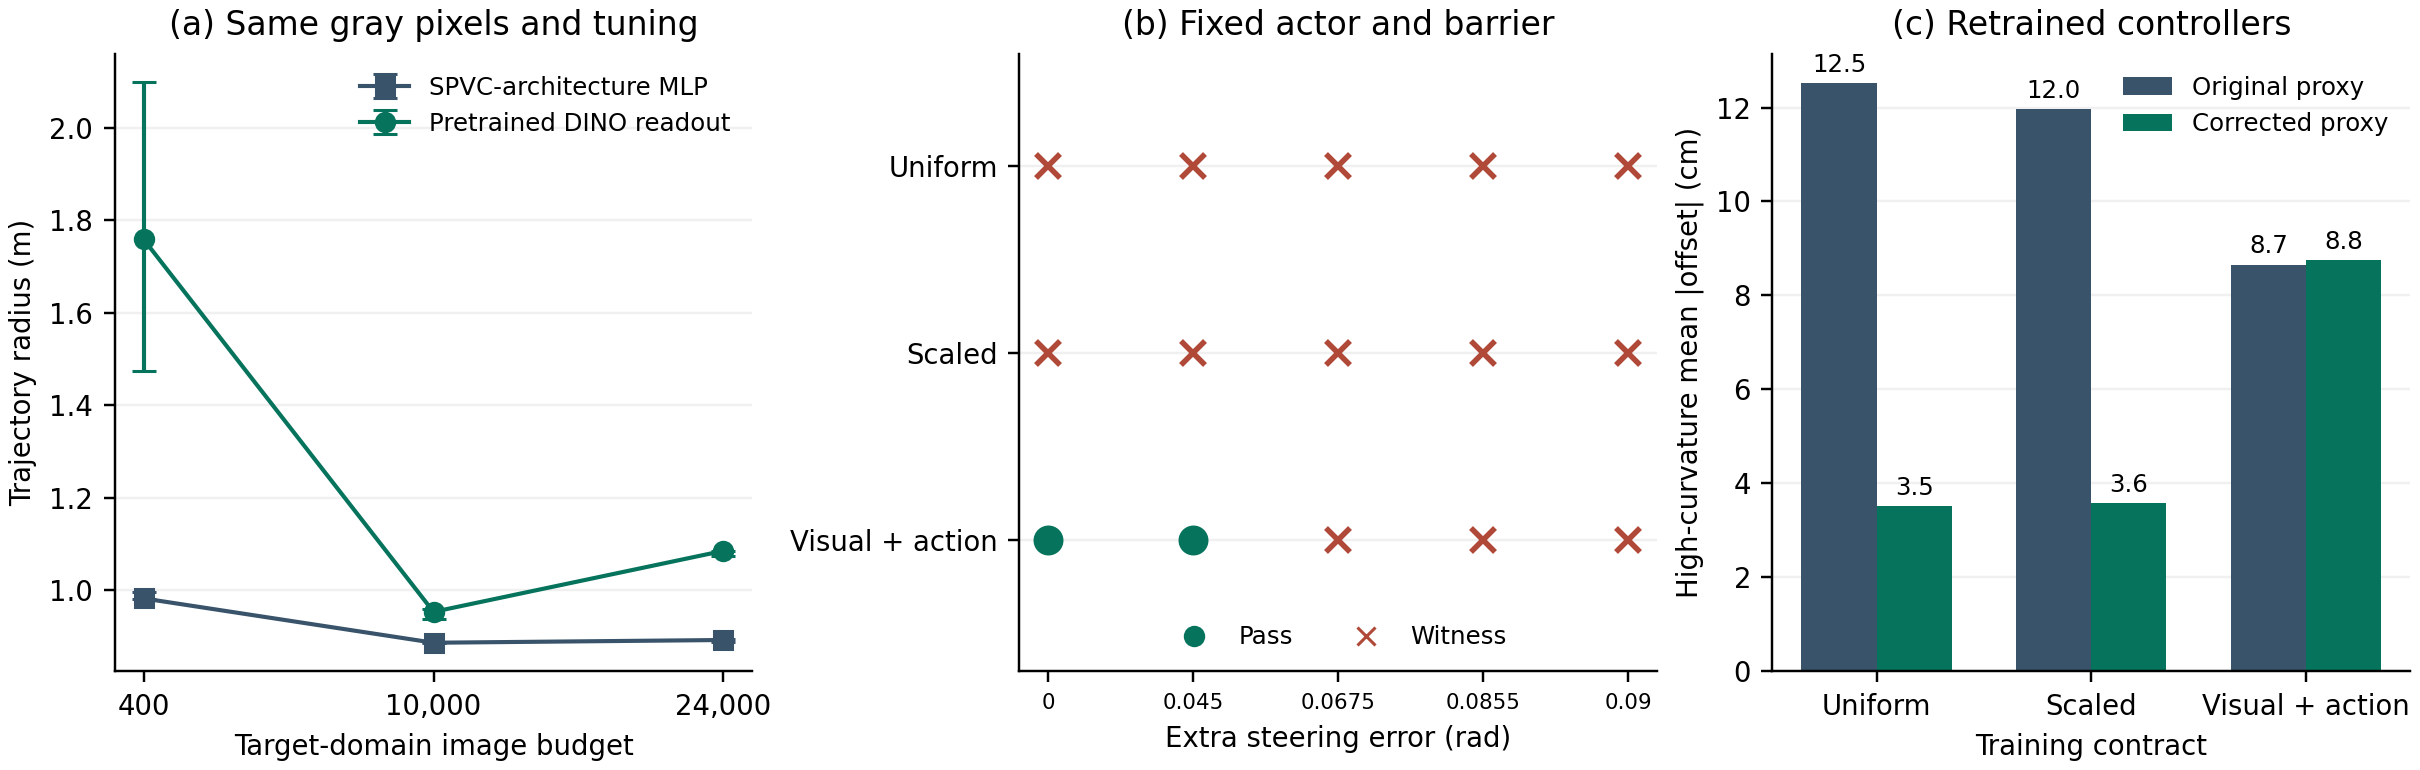 (a) Same gray pixels and tuning
SPVC-architecture MLP
Pretrained DINO readout
Trajectory radius (m)
2.0
1.8
1.6
1.4
1.2
1.0
400
10,000
24,000
Target-domain image budget
(b) Fixed actor and barrier
Uniform
Scaled
Visual + action
Pass
Witness
0
0.045
0.0675
0.0855
0.09
Extra steering error (rad)
(c) Retrained controllers
Original proxy
Corrected proxy
High-curvature mean |offset| (cm)
12
10
8
6
4
2
0
12.5
3.5
12.0
3.6
8.7
8.8
Uniform
Scaled
Visual + action
Training contract